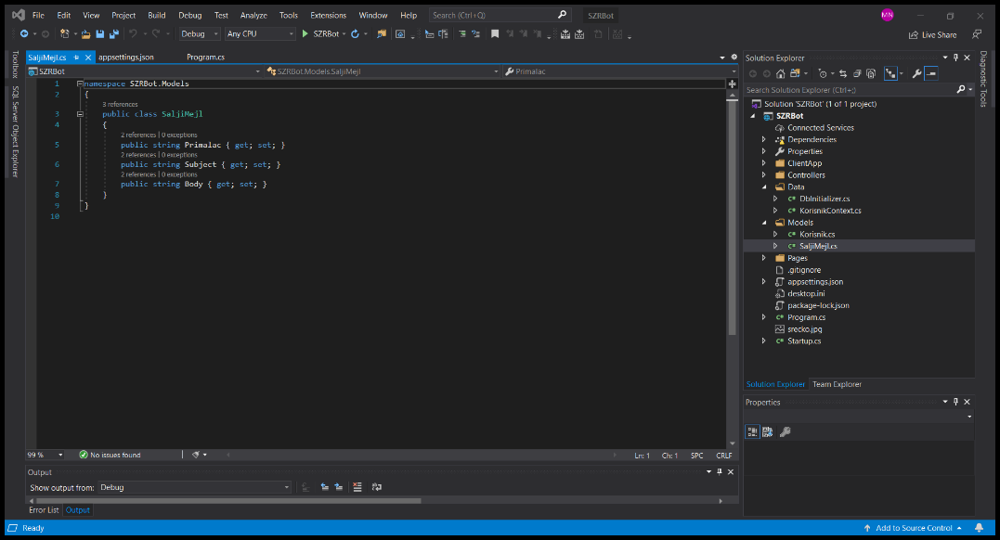 File Edit View Project Build Debug Test Analyze Tools Extensions Window Help Search (Ctrl+Q) SZRBot MN
Debug Any CPU SZRBot Live Share
SaljiMejl.cs appsettings.json Program.cs
SZRBot SZRBot.Models.SaljiMejl Primalac
Toolbox
SQL Server Object Explorer
1 namespace SZRBot.Models
2 {
3 references
3 public class SaljiMejl
4 {
2 references | 0 exceptions
5 public string Primalac { get; set; }
2 references | 0 exceptions
6 public string Subject { get; set; }
2 references | 0 exceptions
7 public string Body { get; set; }
8 }
9 }
10
99 % No issues found Ln: 1 Ch: 1 SPC CRLF
Output
Show output from: Debug
Error List Output
Solution Explorer
Search Solution Explorer (Ctrl+;)
Solution 'SZRBot' (1 of 1 project)
SZRBot
Connected Services
Dependencies
Properties
ClientApp
Controllers
Data
DbInitializer.cs
KorisnikContext.cs
Models
Korisnik.cs
SaljiMejl.cs
Pages
.gitignore
appsettings.json
desktop.ini
package-lock.json
Program.cs
srecko.jpg
Startup.cs
Solution Explorer Team Explorer
Properties
Diagnostic Tools
Ready Add to Source Control